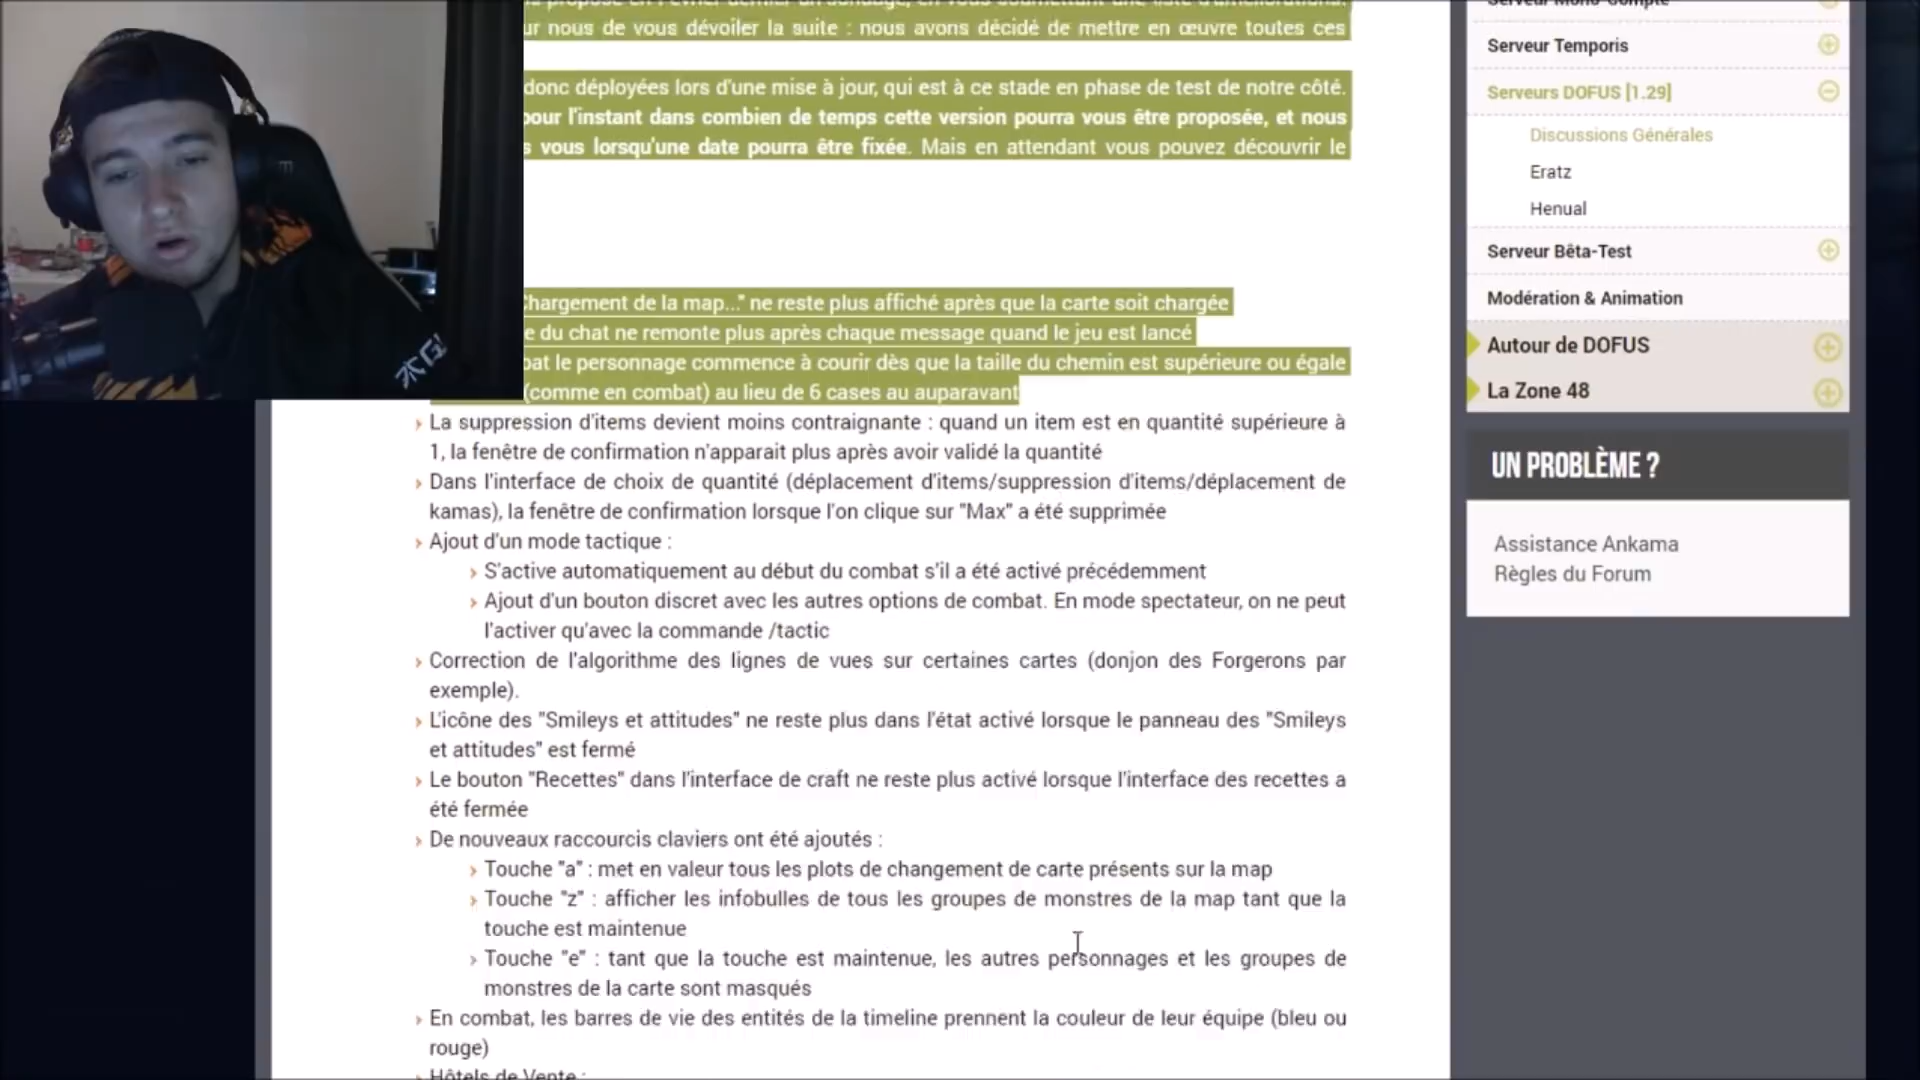 ur nous de vous dévoiler la suite : nous avons décidé de mettre en œuvre toutes ces
donc déployées lors d'une mise à jour, qui est à ce stade en phase de test de notre côté.
pour l'instant dans combien de temps cette version pourra vous être proposée, et nous
s vous lorsqu'une date pourra être fixée. Mais en attendant vous pouvez découvrir le
Chargement de la map..." ne reste plus affiché après que la carte soit chargée
e du chat ne remonte plus après chaque message quand le jeu est lancé
bat le personnage commence à courir dès que la taille du chemin est supérieure ou égale
(comme en combat) au lieu de 6 cases au auparavant
La suppression d'items devient moins contraignante : quand un item est en quantité supérieure à
1, la fenêtre de confirmation n'apparait plus après avoir validé la quantité
Dans l'interface de choix de quantité (déplacement d'items/suppression d'items/déplacement de
kamas), la fenêtre de confirmation lorsque l'on clique sur "Max" a été supprimée
Ajout d'un mode tactique :
S'active automatiquement au début du combat s'il a été activé précédemment
Ajout d'un bouton discret avec les autres options de combat. En mode spectateur, on ne peut
l'activer qu'avec la commande /tactic
Correction de l'algorithme des lignes de vues sur certaines cartes (donjon des Forgerons par
exemple).
L'icône des "Smileys et attitudes" ne reste plus dans l'état activé lorsque le panneau des "Smileys
et attitudes" est fermé
Le bouton "Recettes" dans l'interface de craft ne reste plus activé lorsque l'interface des recettes a
été fermée
De nouveaux raccourcis claviers ont été ajoutés :
Touche "a" : met en valeur tous les plots de changement de carte présents sur la map
Touche "z" : afficher les infobulles de tous les groupes de monstres de la map tant que la
touche est maintenue
Touche "e" : tant que la touche est maintenue, les autres personnages et les groupes de
monstres de la carte sont masqués
En combat, les barres de vie des entités de la timeline prennent la couleur de leur équipe (bleu ou
rouge)
Hôtels de Vente :
Serveur Mono-Compte
Serveur Temporis
Serveurs DOFUS [1.29]
Discussions Générales
Eratz
Henual
Serveur Bêta-Test
Modération & Animation
Autour de DOFUS
La Zone 48
UN PROBLÈME ?
Assistance Ankama
Règles du Forum